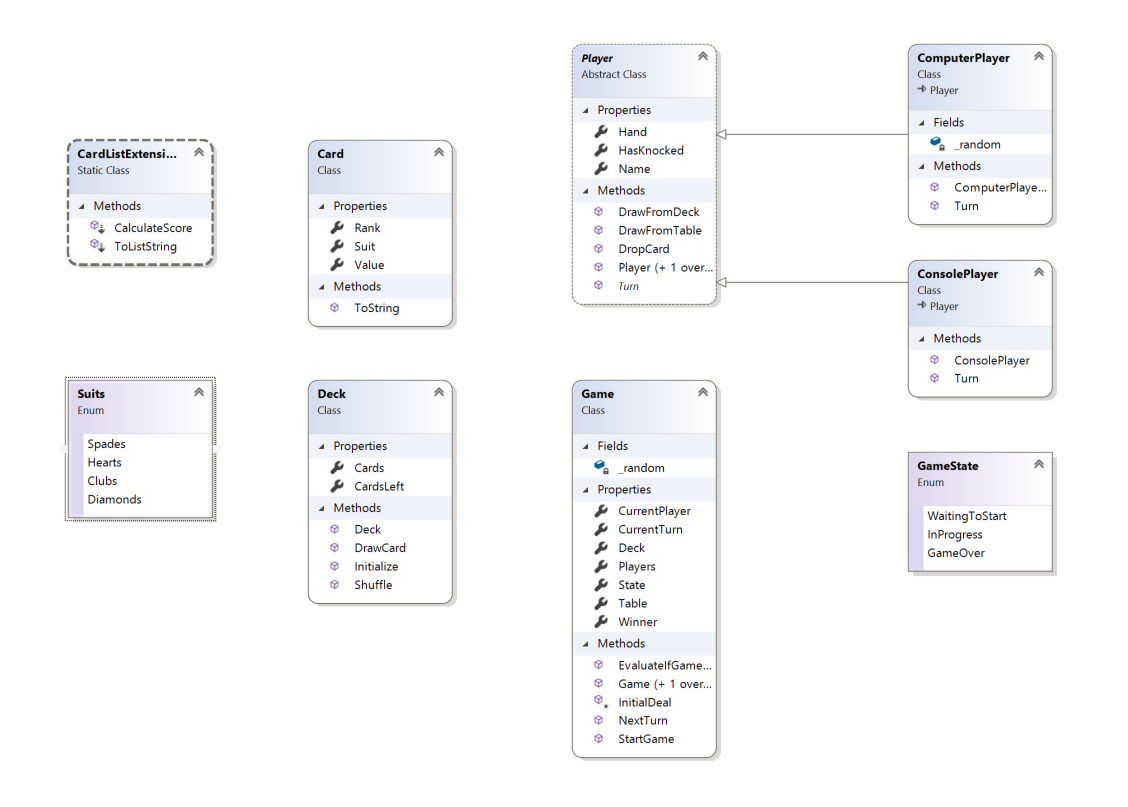 CardListExtensi...
Static Class
Methods
CalculateScore
ToListString
Card
Class
Properties
Rank
Suit
Value
Methods
ToString
Player
Abstract Class
Properties
Hand
HasKnocked
Name
Methods
DrawFromDeck
DrawFromTable
DropCard
Player (+ 1 over...
Turn
ComputerPlayer
Class
Player
Fields
_random
Methods
ComputerPlaye...
Turn
ConsolePlayer
Class
Player
Methods
ConsolePlayer
Turn
Suits
Enum
Spades
Hearts
Clubs
Diamonds
Deck
Class
Properties
Cards
CardsLeft
Methods
Deck
DrawCard
Initialize
Shuffle
Game
Class
Fields
_random
Properties
CurrentPlayer
CurrentTurn
Deck
Players
State
Table
Winner
Methods
EvaluateIfGame...
Game (+ 1 over...
InitialDeal
NextTurn
StartGame
GameState
Enum
WaitingToStart
InProgress
GameOver